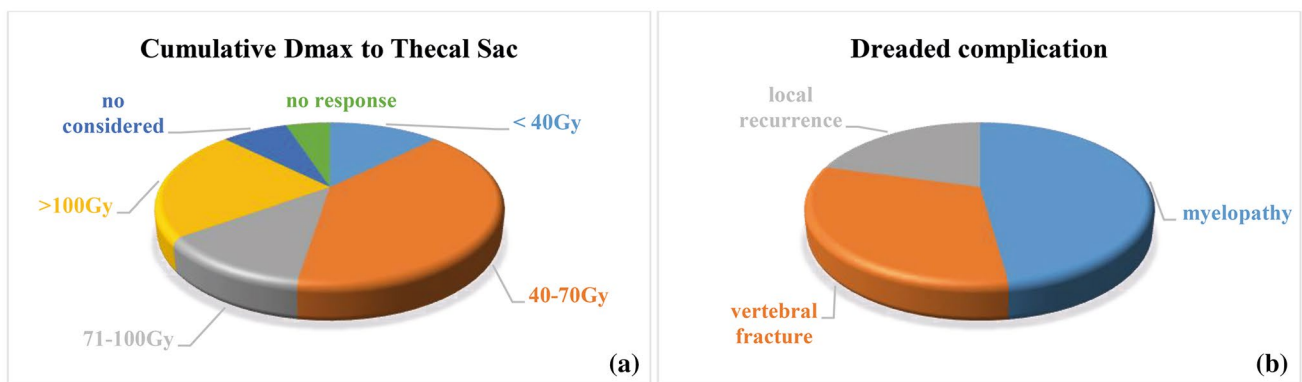 Cumulative Dmax to Thecal Sac
no
considered
no response
< 40Gy
>100Gy
40-70Gy
71-100Gy
(a)
Dreaded complication
local
recurrence
myelopathy
vertebral
fracture
(b)